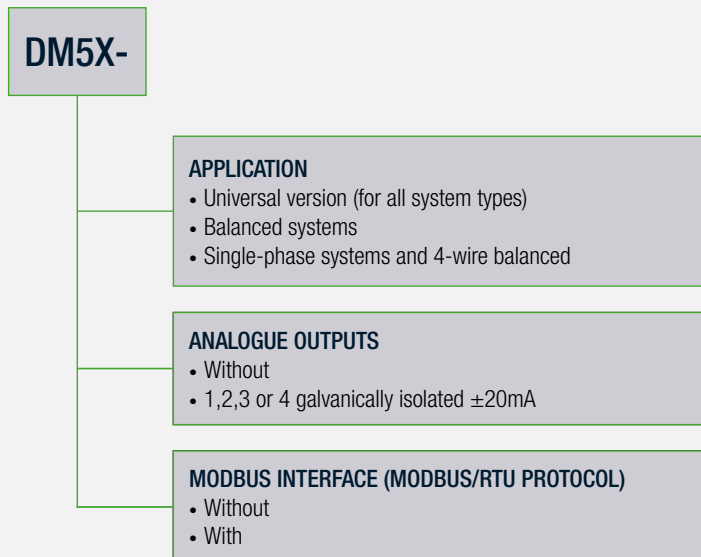 DM5X-
APPLICATION
• Universal version (for all system types)
• Balanced systems
• Single-phase systems and 4-wire balanced
ANALOGUE OUTPUTS
• Without
• 1,2,3 or 4 galvanically isolated ±20mA
MODBUS INTERFACE (MODBUS/RTU PROTOCOL)
• Without
• With